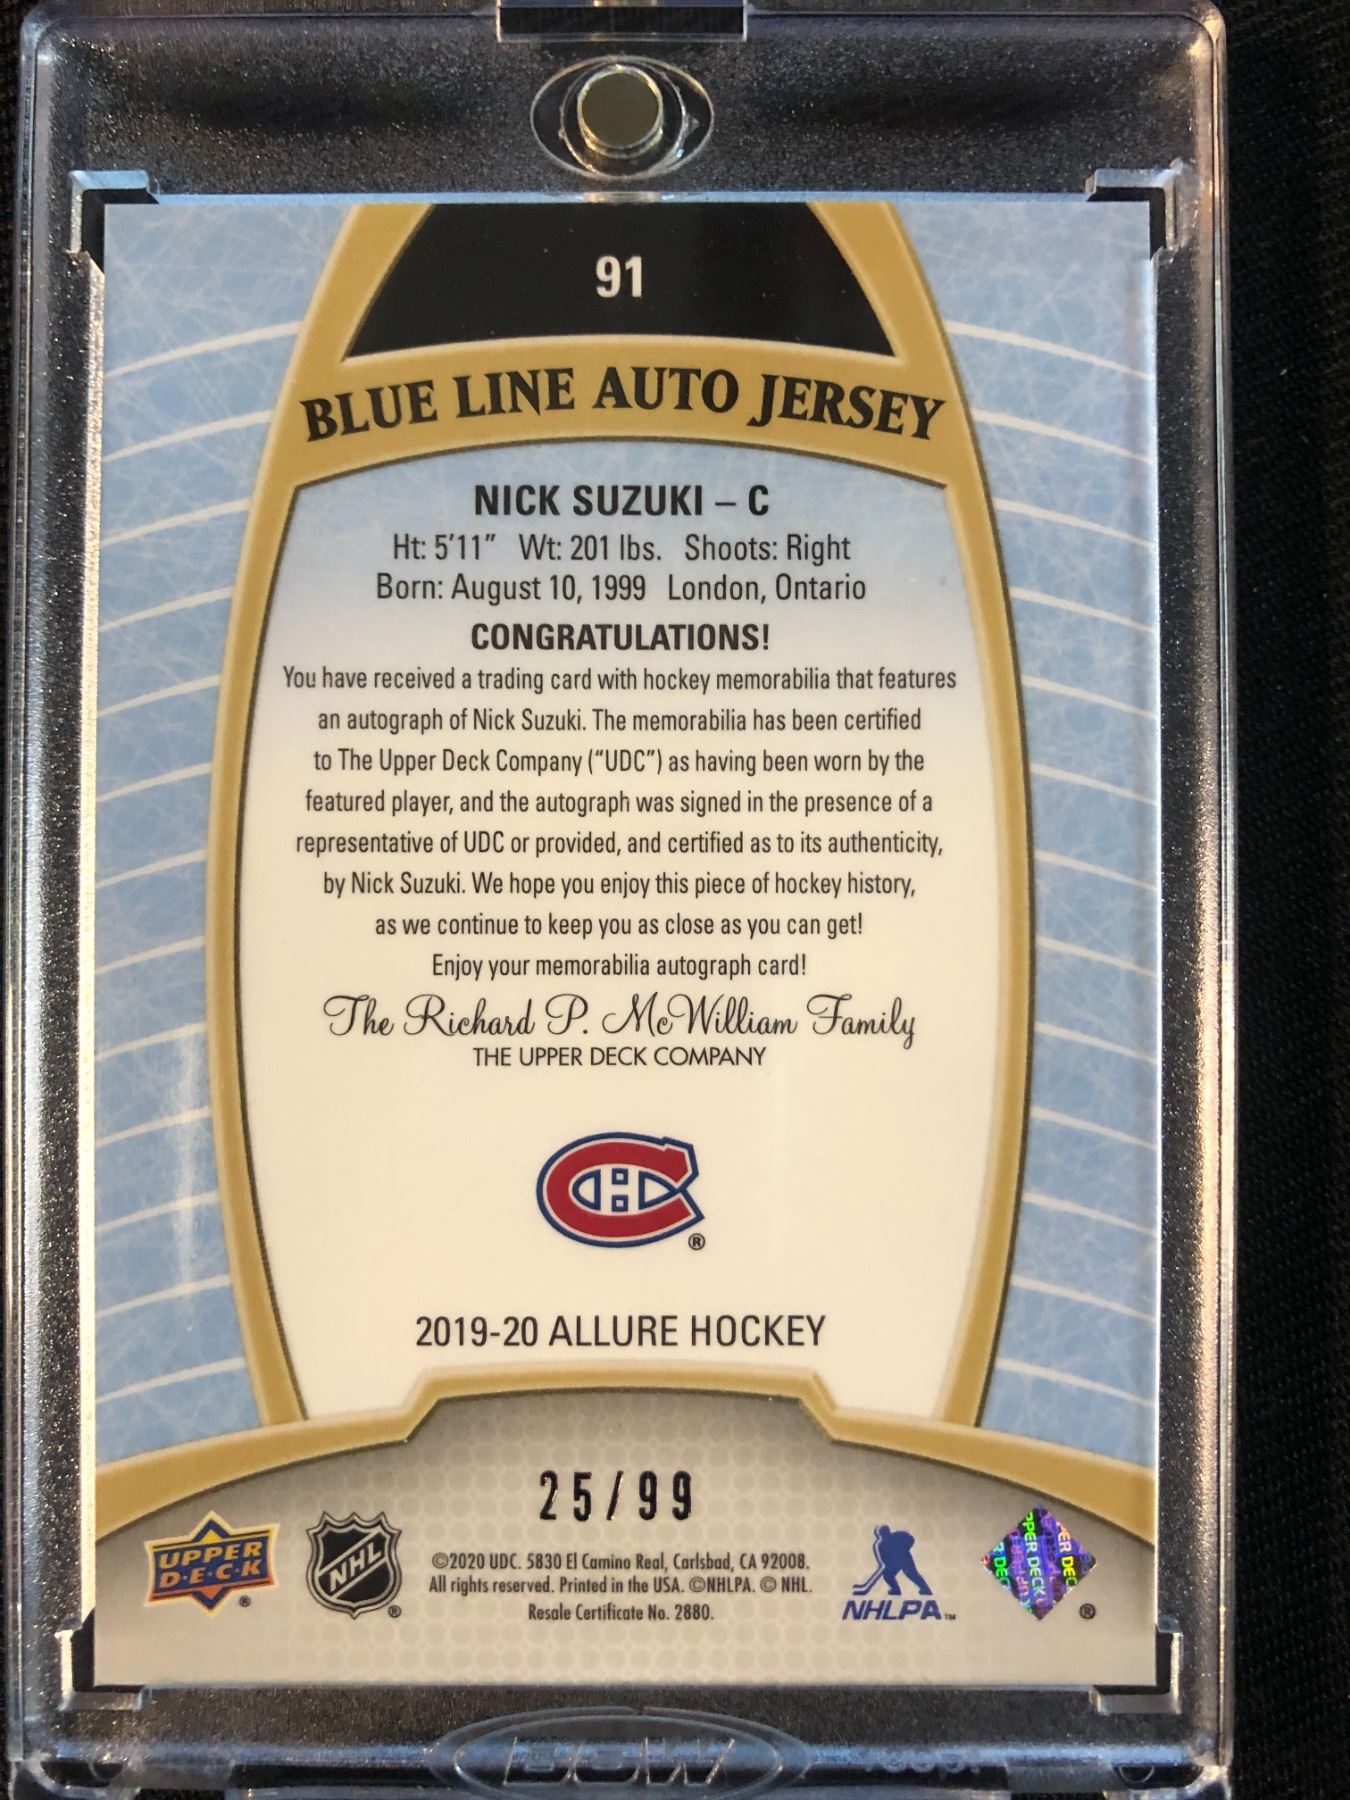 91
BLUE LINE AUTO JERSEY
NICK SUZUKI – C
Ht: 5'11" Wt: 201 lbs. Shoots: Right
Born: August 10, 1999 London, Ontario
CONGRATULATIONS!
You have received a trading card with hockey memorabilia that features
an autograph of Nick Suzuki. The memorabilia has been certified
to The Upper Deck Company (“UDC”) as having been worn by the
featured player, and the autograph was signed in the presence of a
representative of UDC or provided, and certified as to its authenticity,
by Nick Suzuki. We hope you enjoy this piece of hockey history,
as we continue to keep you as close as you can get!
Enjoy your memorabilia autograph card!
The Richard P. McWilliam Family
THE UPPER DECK COMPANY
CH ®
2019-20 ALLURE HOCKEY
25/99
UPPER
D·E·C·K ®
NHL ®
©2020 UDC. 5830 El Camino Real, Carlsbad, CA 92008.
All rights reserved. Printed in the USA. ©NHLPA. © NHL.
Resale Certificate No. 2880.
NHLPA™
UPPER DECK ®
BCW